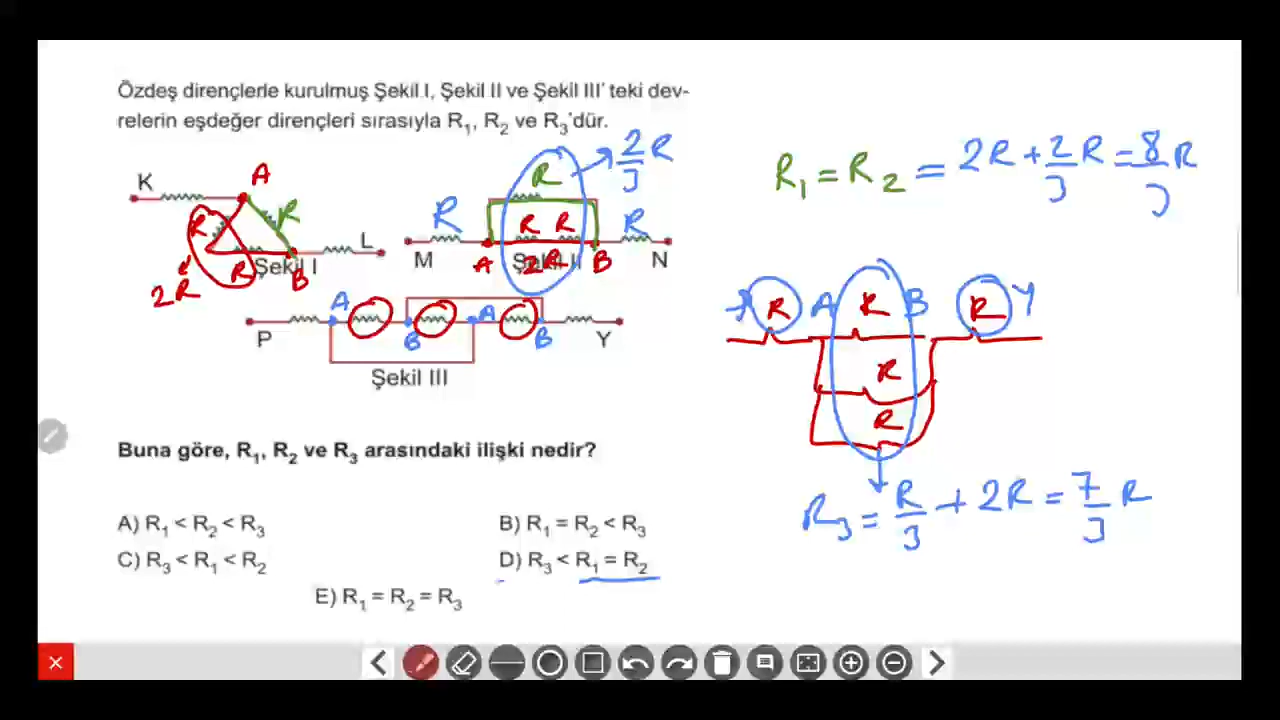 Özdeş dirençlerle kurulmuş Şekil I, Şekil II ve Şekil III' teki dev-
relerin eşdeğer dirençleri sırasıyla R₁, R₂ ve R₃'dür.
2/3 R
R₁ = R₂ = 2R + 2/3 R = 8/3 R
K A R R R L Şekil I B 2R
R R R R R M A Şekil II 2R B N
P A B A B Y
Şekil III
R A R B R Y
R
R
R₃ = R/3 + 2R = 7/3 R
Buna göre, R₁, R₂ ve R₃ arasındaki ilişki nedir?
A) R₁ < R₂ < R₃
B) R₁ = R₂ < R₃
C) R₃ < R₁ < R₂
D) R₃ < R₁ = R₂
E) R₁ = R₂ = R₃